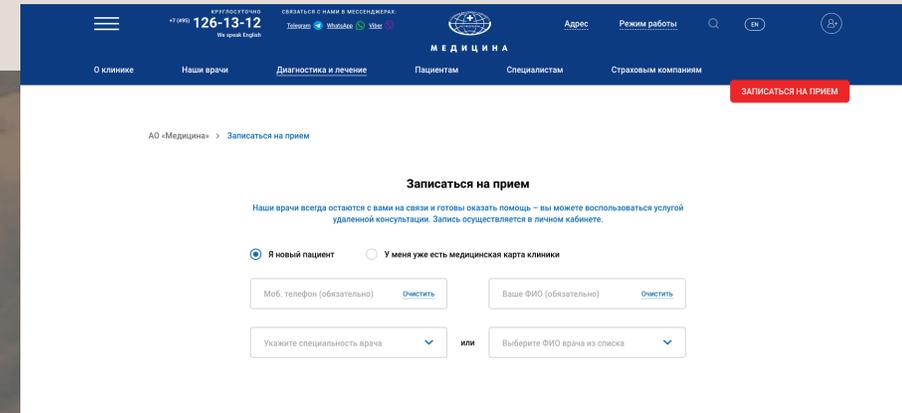 КРУГЛОСУТОЧНО
+7 (495) 126-13-12
We speak English
СВЯЗАТЬСЯ С НАМИ В МЕССЕНДЖЕРАХ:
Telegram WhatsApp Viber
МЕДИЦИНА
Адрес
Режим работы
EN
О клинике Наши врачи Диагностика и лечение Пациентам Специалистам Страховым компаниям
ЗАПИСАТЬСЯ НА ПРИЕМ
АО «Медицина» > Записаться на прием
Записаться на прием
Наши врачи всегда остаются с вами на связи и готовы оказать помощь – вы можете воспользоваться услугой
удаленной консультации. Запись осуществляется в личном кабинете.
Я новый пациент У меня уже есть медицинская карта клиники
Моб. телефон (обязательно) Очистить Ваше ФИО (обязательно) Очистить
Укажите специальность врача или Выберите ФИО врача из списка